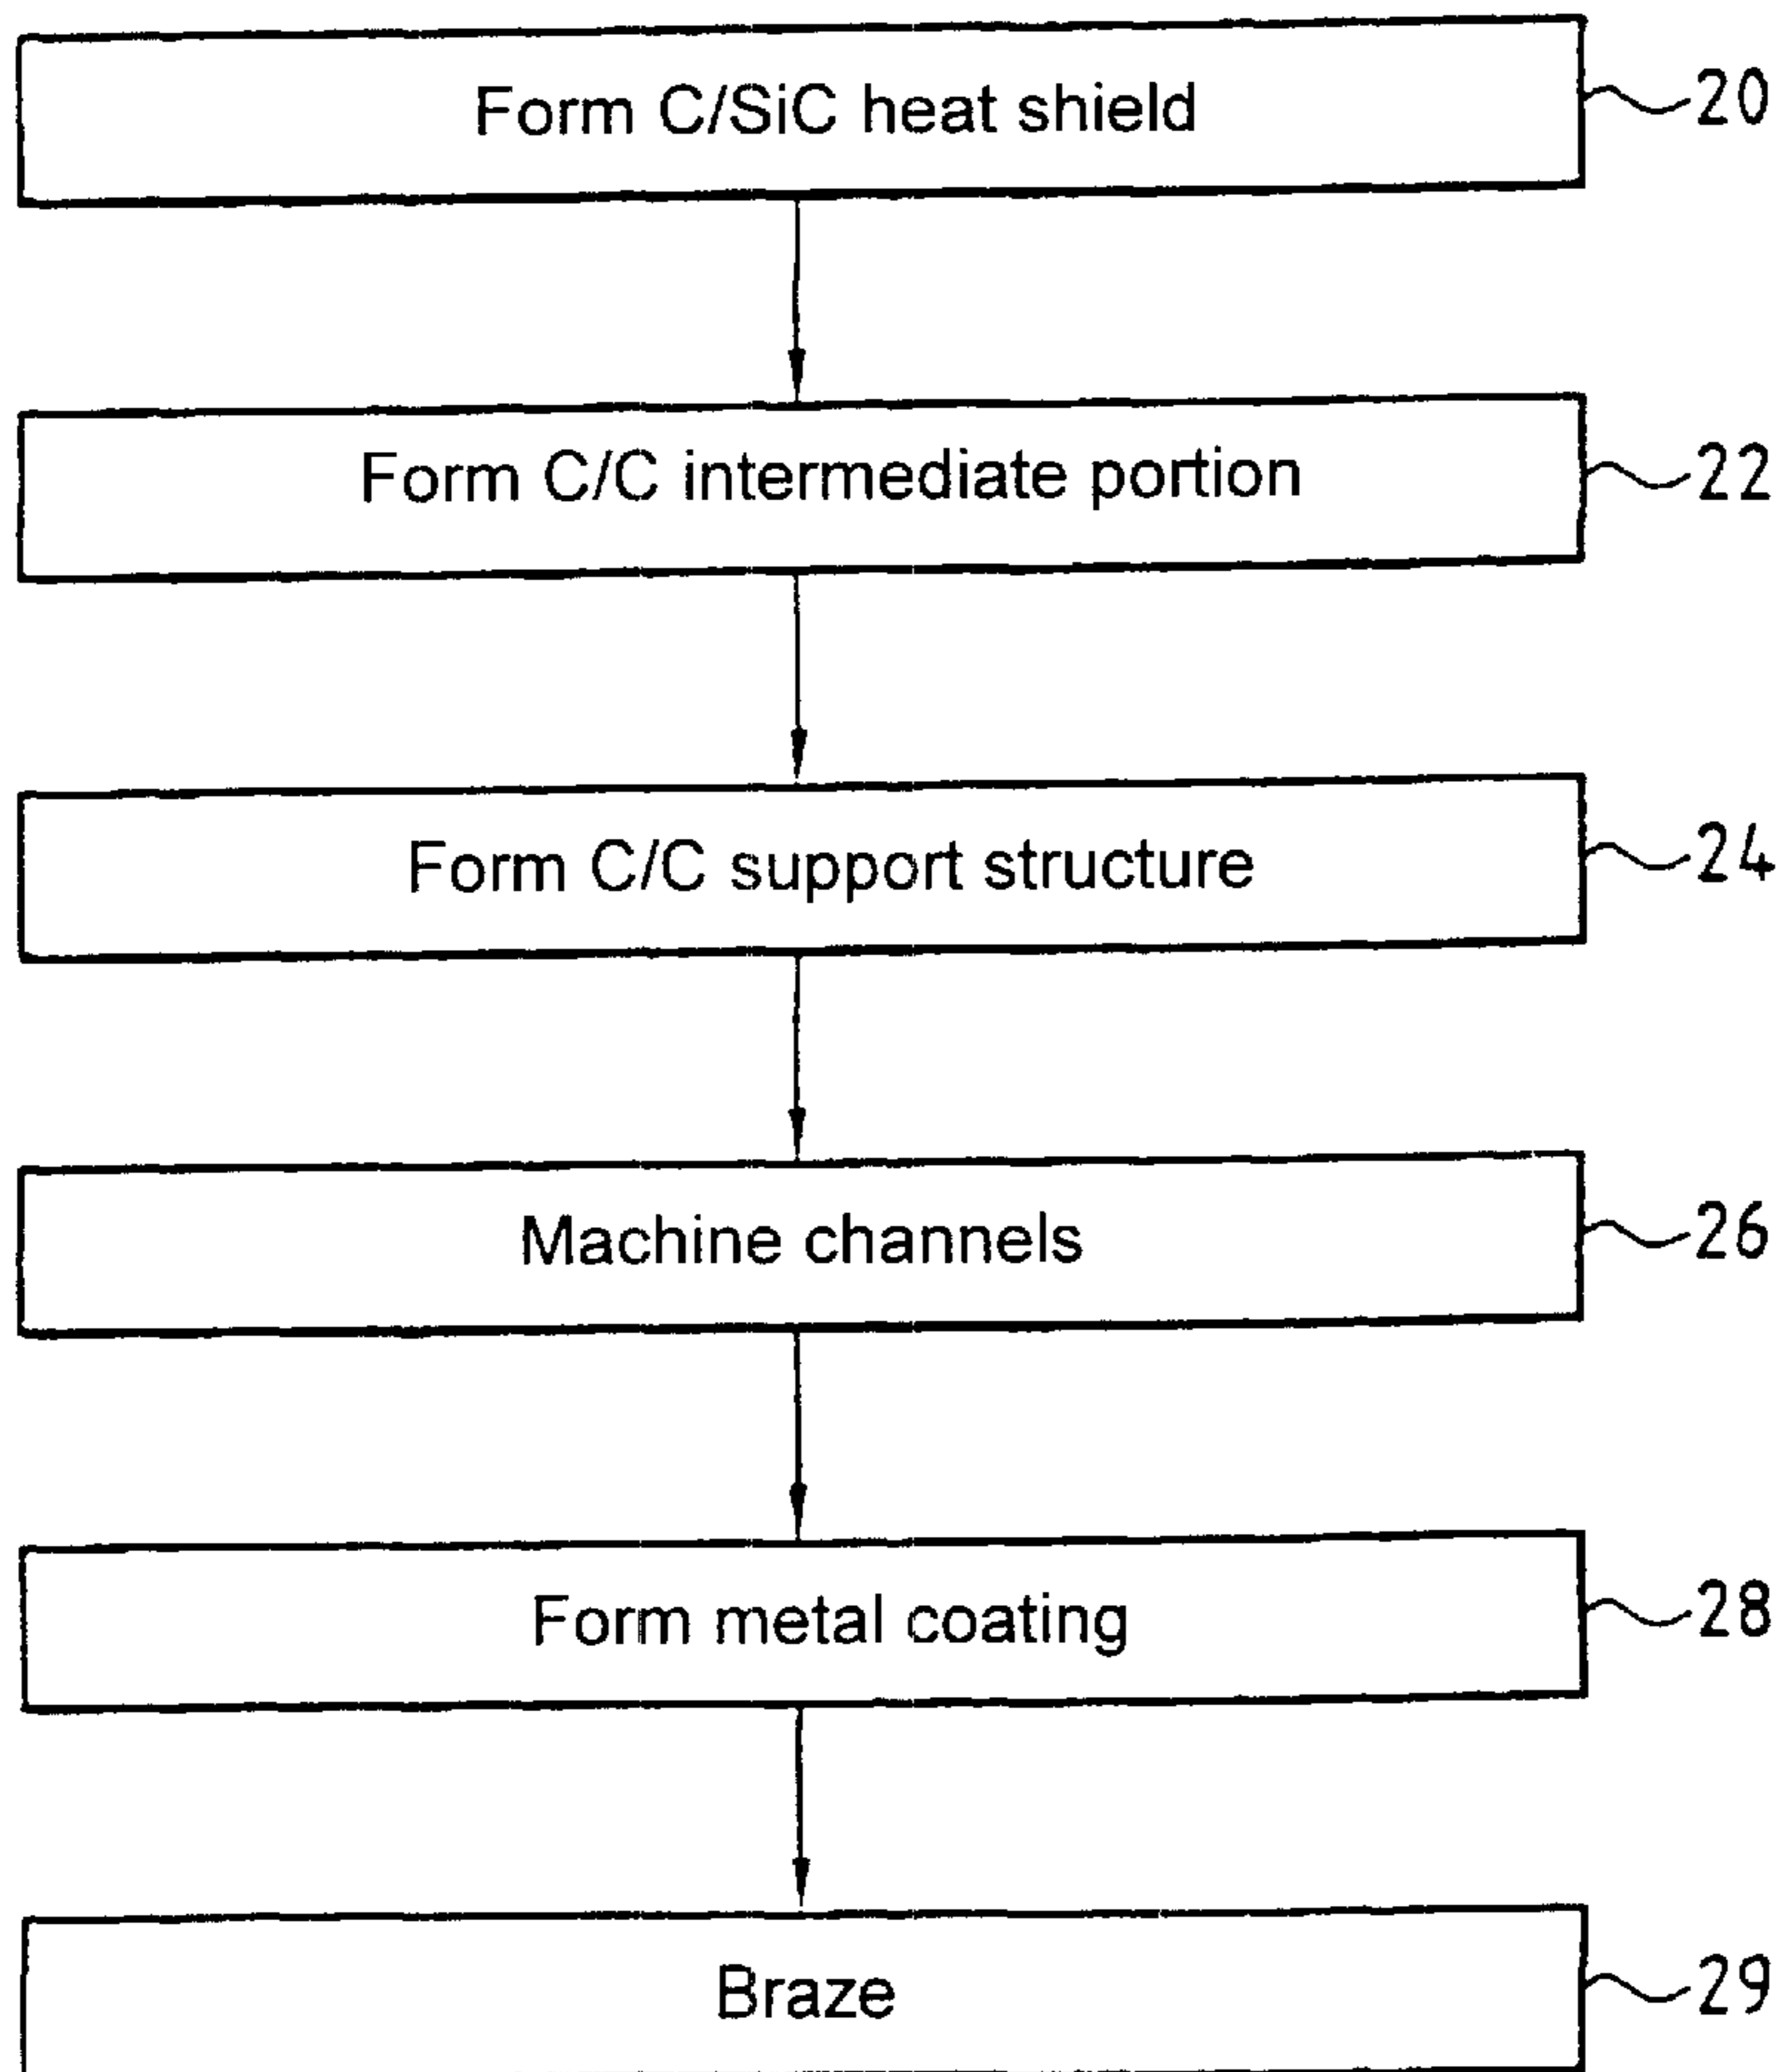 Form C/SiC heat shield 20
Form C/C intermediate portion 22
Form C/C support structure 24
Machine channels 26
Form metal coating 28
Braze 29